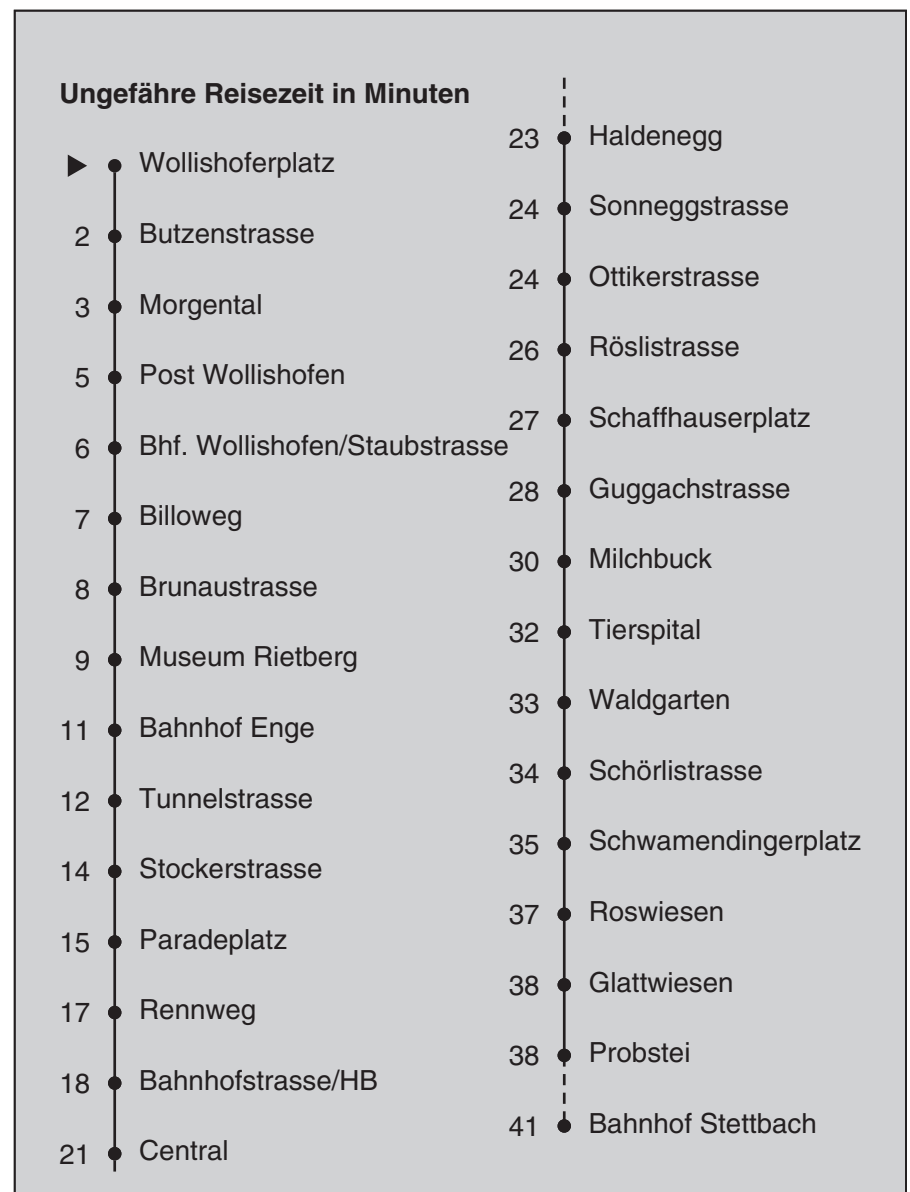 Ungefähre Reisezeit in Minuten
Wollishoferplatz
2 Butzenstrasse
3 Morgental
5 Post Wollishofen
6 Bhf. Wollishofen/Staubstrasse
7 Billoweg
8 Brunaustrasse
9 Museum Rietberg
11 Bahnhof Enge
12 Tunnelstrasse
14 Stockerstrasse
15 Paradeplatz
17 Rennweg
18 Bahnhofstrasse/HB
21 Central
23 Haldenegg
24 Sonneggstrasse
24 Ottikerstrasse
26 Röslistrasse
27 Schaffhauserplatz
28 Guggachstrasse
30 Milchbuck
32 Tierspital
33 Waldgarten
34 Schörlistrasse
35 Schwamendingerplatz
37 Roswiesen
38 Glattwiesen
38 Probstei
41 Bahnhof Stettbach